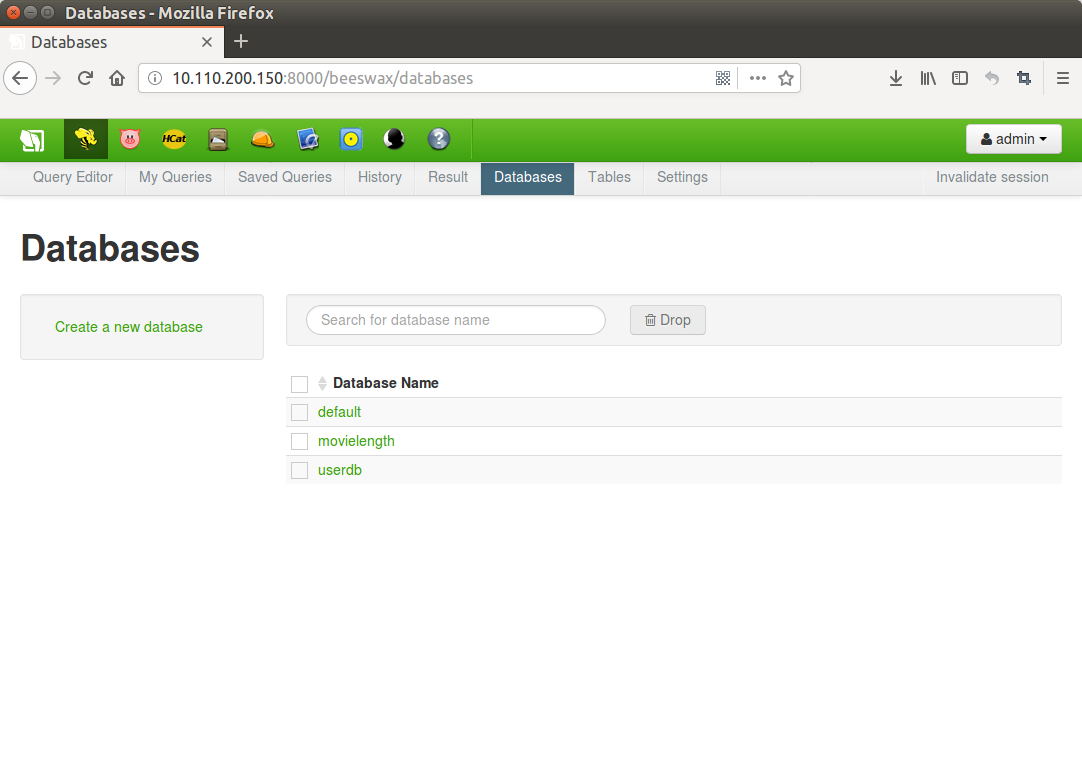 Databases - Mozilla Firefox
Databases
10.110.200.150:8000/beeswax/databases
HCat
admin
Query Editor My Queries Saved Queries History Result Databases Tables Settings Invalidate session
Databases
Create a new database
Search for database name Drop
Database Name
default
movielength
userdb